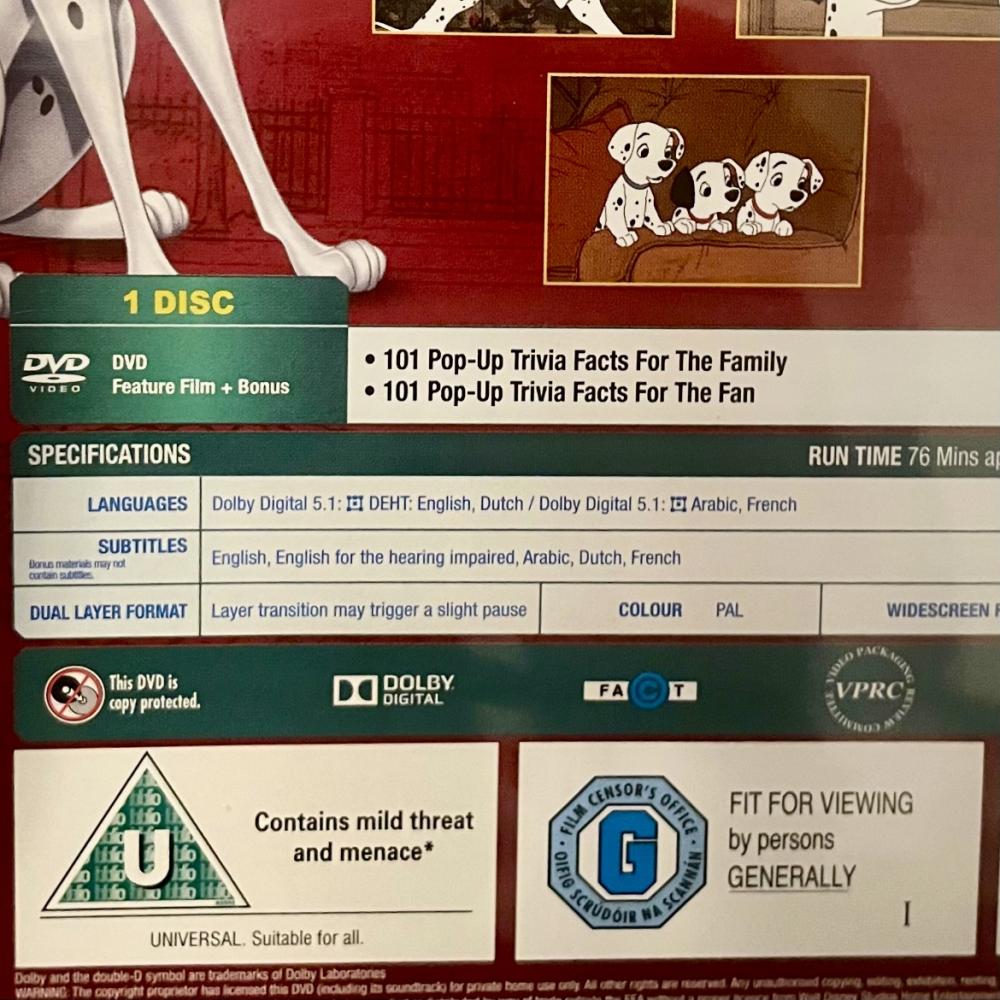 1 DISC
DVD
VIDEO
DVD
Feature Film + Bonus
• 101 Pop-Up Trivia Facts For The Family
• 101 Pop-Up Trivia Facts For The Fan
SPECIFICATIONS
RUN TIME 76 Mins
LANGUAGES
Dolby Digital 5.1: DEHT: English, Dutch / Dolby Digital 5.1: Arabic, French
SUBTITLES
Bonus materials may not
contain subtitles.
English, English for the hearing impaired, Arabic, Dutch, French
DUAL LAYER FORMAT
Layer transition may trigger a slight pause
COLOUR PAL
WIDESCREEN
This DVD is
copy protected.
DOLBY
DIGITAL
FACT
VIDEO PACKAGING REVIEW COMMITTEE
VPRC
U
Contains mild threat
and menace*
UNIVERSAL. Suitable for all.
FILM CENSOR'S OFFICE
G
OIFIG SCRÚDÓIR NA SCANNÁN
FIT FOR VIEWING
by persons
GENERALLY
I
Dolby and the double-D symbol are trademarks of Dolby Laboratories
WARNING: The copyright proprietor has licensed this DVD (including its soundtrack) for private home use only. All other rights are reserved. Any unauthorised copying, editing, exhibition,